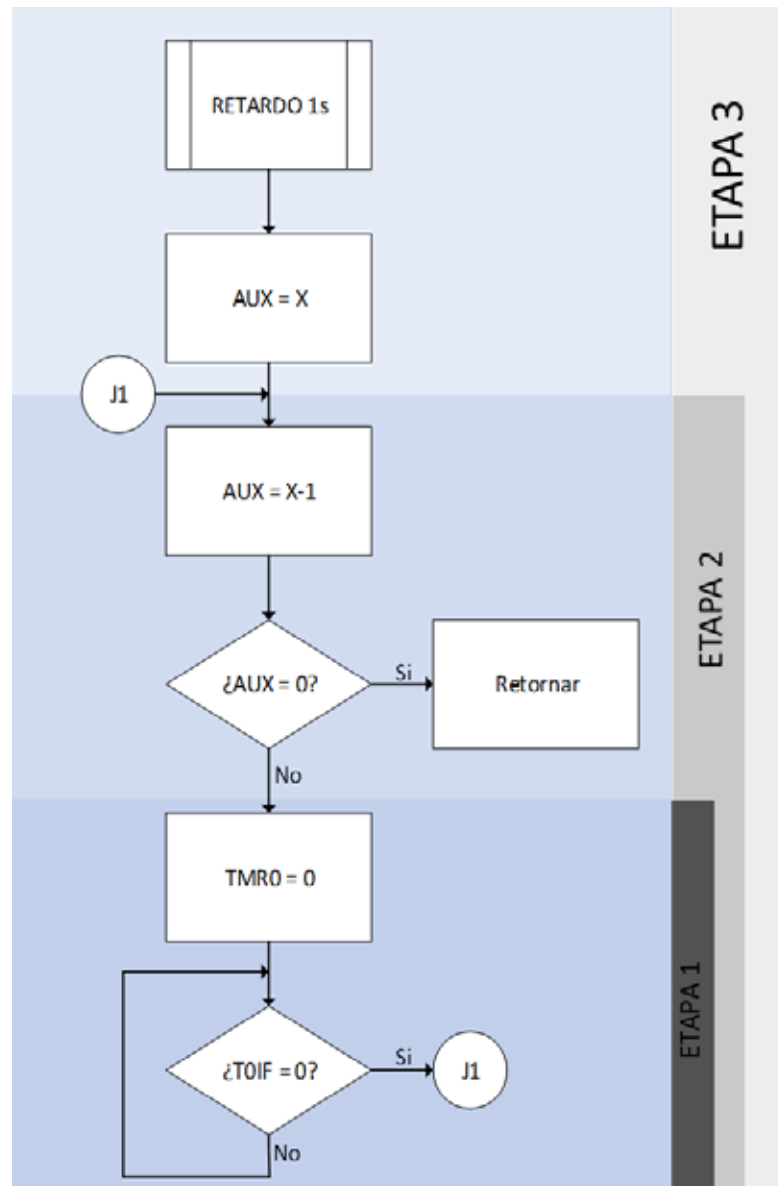 RETARDO 1s
ETAPA 3
AUX = X
J1
AUX = X-1
ETAPA 2
¿AUX = 0?
Si
Retornar
No
TMR0 = 0
ETAPA 1
¿T0IF = 0?
Si
J1
No